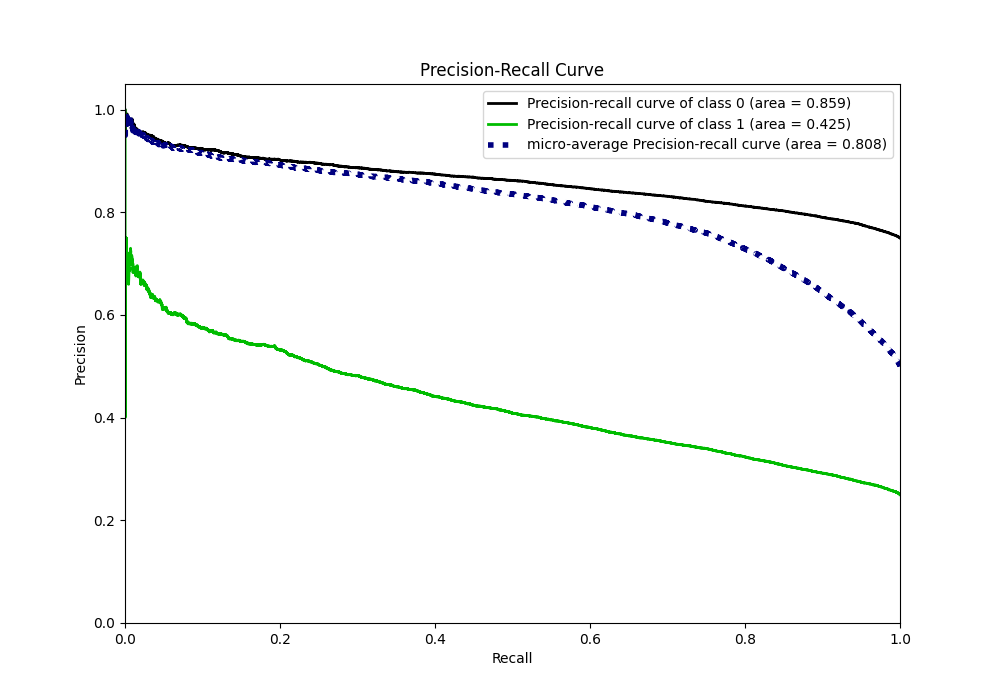 Precision-Recall Curve
Precision-recall curve of class 0 (area = 0.859)
Precision-recall curve of class 1 (area = 0.425)
micro-average Precision-recall curve (area = 0.808)
1.0
0.8
0.6
0.4
0.2
0.0
Precision
0.0 0.2 0.4 0.6 0.8 1.0
Recall